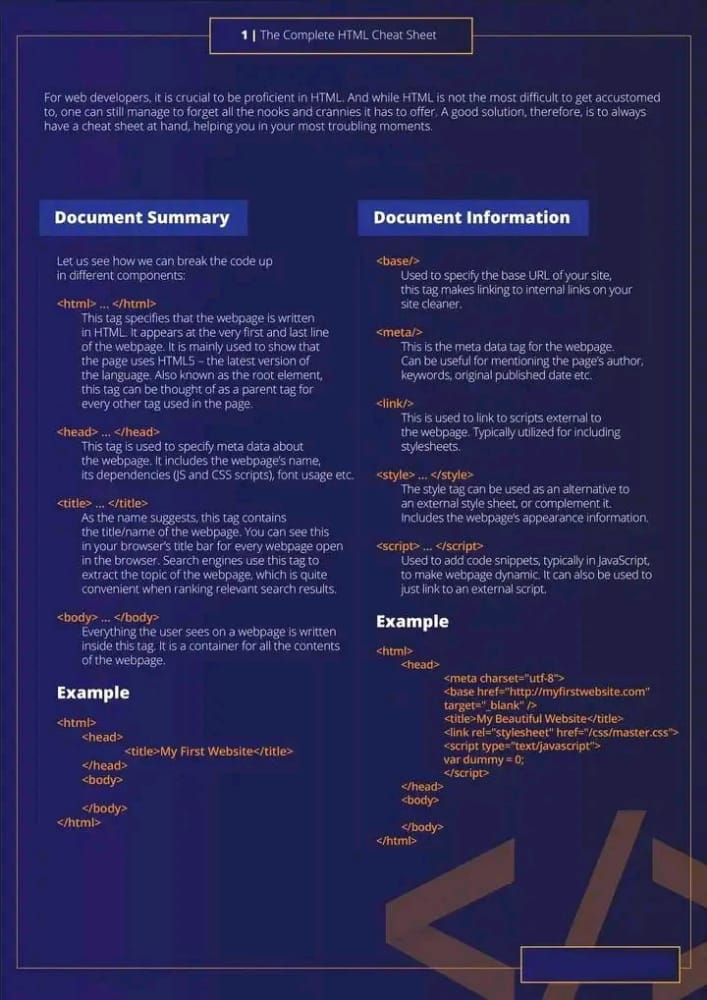 1 | The Complete HTML Cheat Sheet
For web developers, it is crucial to be proficient in HTML. And while HTML is not the most difficult to get accustomed
to, one can still manage to forget all the nooks and crannies it has to offer. A good solution, therefore, is to always
have a cheat sheet at hand, helping you in your most troubling moments.
Document Summary
Let us see how we can break the code up
in different components:
<html> ... </html>
This tag specifies that the webpage is written
in HTML. It appears at the very first and last line
of the webpage. It is mainly used to show that
the page uses HTML5 – the latest version of
the language. Also known as the root element,
this tag can be thought of as a parent tag for
every other tag used in the page.
<head> ... </head>
This tag is used to specify meta data about
the webpage. It includes the webpage's name,
its dependencies (JS and CSS scripts), font usage etc.
<title> ... </title>
As the name suggests, this tag contains
the title/name of the webpage. You can see this
in your browser's title bar for every webpage open
in the browser. Search engines use this tag to
extract the topic of the webpage, which is quite
convenient when ranking relevant search results.
<body> ... </body>
Everything the user sees on a webpage is written
inside this tag. It is a container for all the contents
of the webpage.
Example
<html>
<head>
<title>My First Website</title>
</head>
<body>
</body>
</html>
Document Information
<base/>
Used to specify the base URL of your site,
this tag makes linking to internal links on your
site cleaner.
<meta/>
This is the meta data tag for the webpage.
Can be useful for mentioning the page's author,
keywords, original published date etc.
<link/>
This is used to link to scripts external to
the webpage. Typically utilized for including
stylesheets.
<style> ... </style>
The style tag can be used as an alternative to
an external style sheet, or complement it.
Includes the webpage's appearance information.
<script> ... </script>
Used to add code snippets, typically in JavaScript,
to make webpage dynamic. It can also be used to
just link to an external script.
Example
<html>
<head>
<meta charset="utf-8">
<base href="http://myfirstwebsite.com"
target="_blank" />
<title>My Beautiful Website</title>
<link rel="stylesheet" href="/css/master.css">
<script type="text/javascript">
var dummy = 0;
</script>
</head>
<body>
</body>
</html>